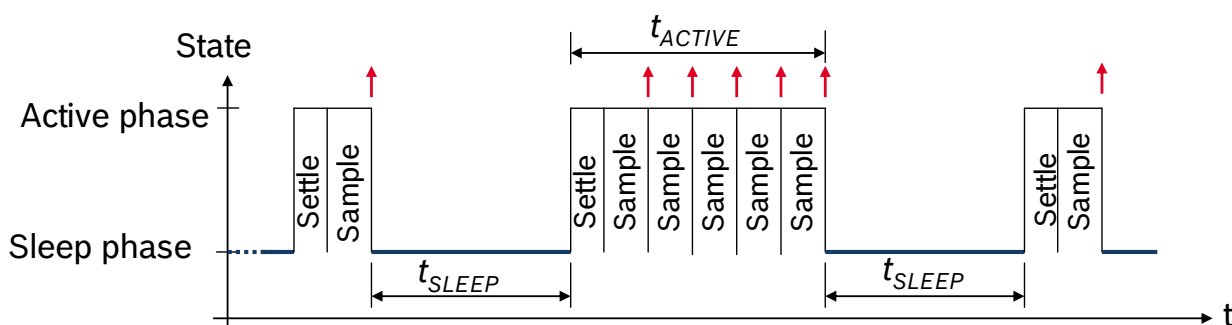 t_ACTIVE
State
Active phase
Settle
Sample
Settle
Sample
Sample
Sample
Sample
Sample
Settle
Sample
Sleep phase
t_SLEEP
t_SLEEP
t